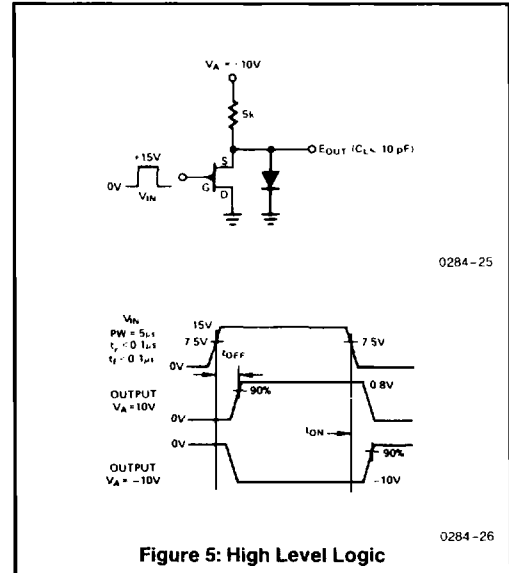 VA = ±10V
5k
EOUT (CL ≤ 10 pF)
+15V
0V
VIN
S
G
D
0284-25
VIN
PW = 5μs
tr < 0.1μs
tf < 0.1μs
15V
7.5V
7.5V
0V
tOFF
90%
0.8V
OUTPUT
VA = 10V
0V
tON
0V
90%
OUTPUT
VA = -10V
-10V
0284-26
Figure 5: High Level Logic